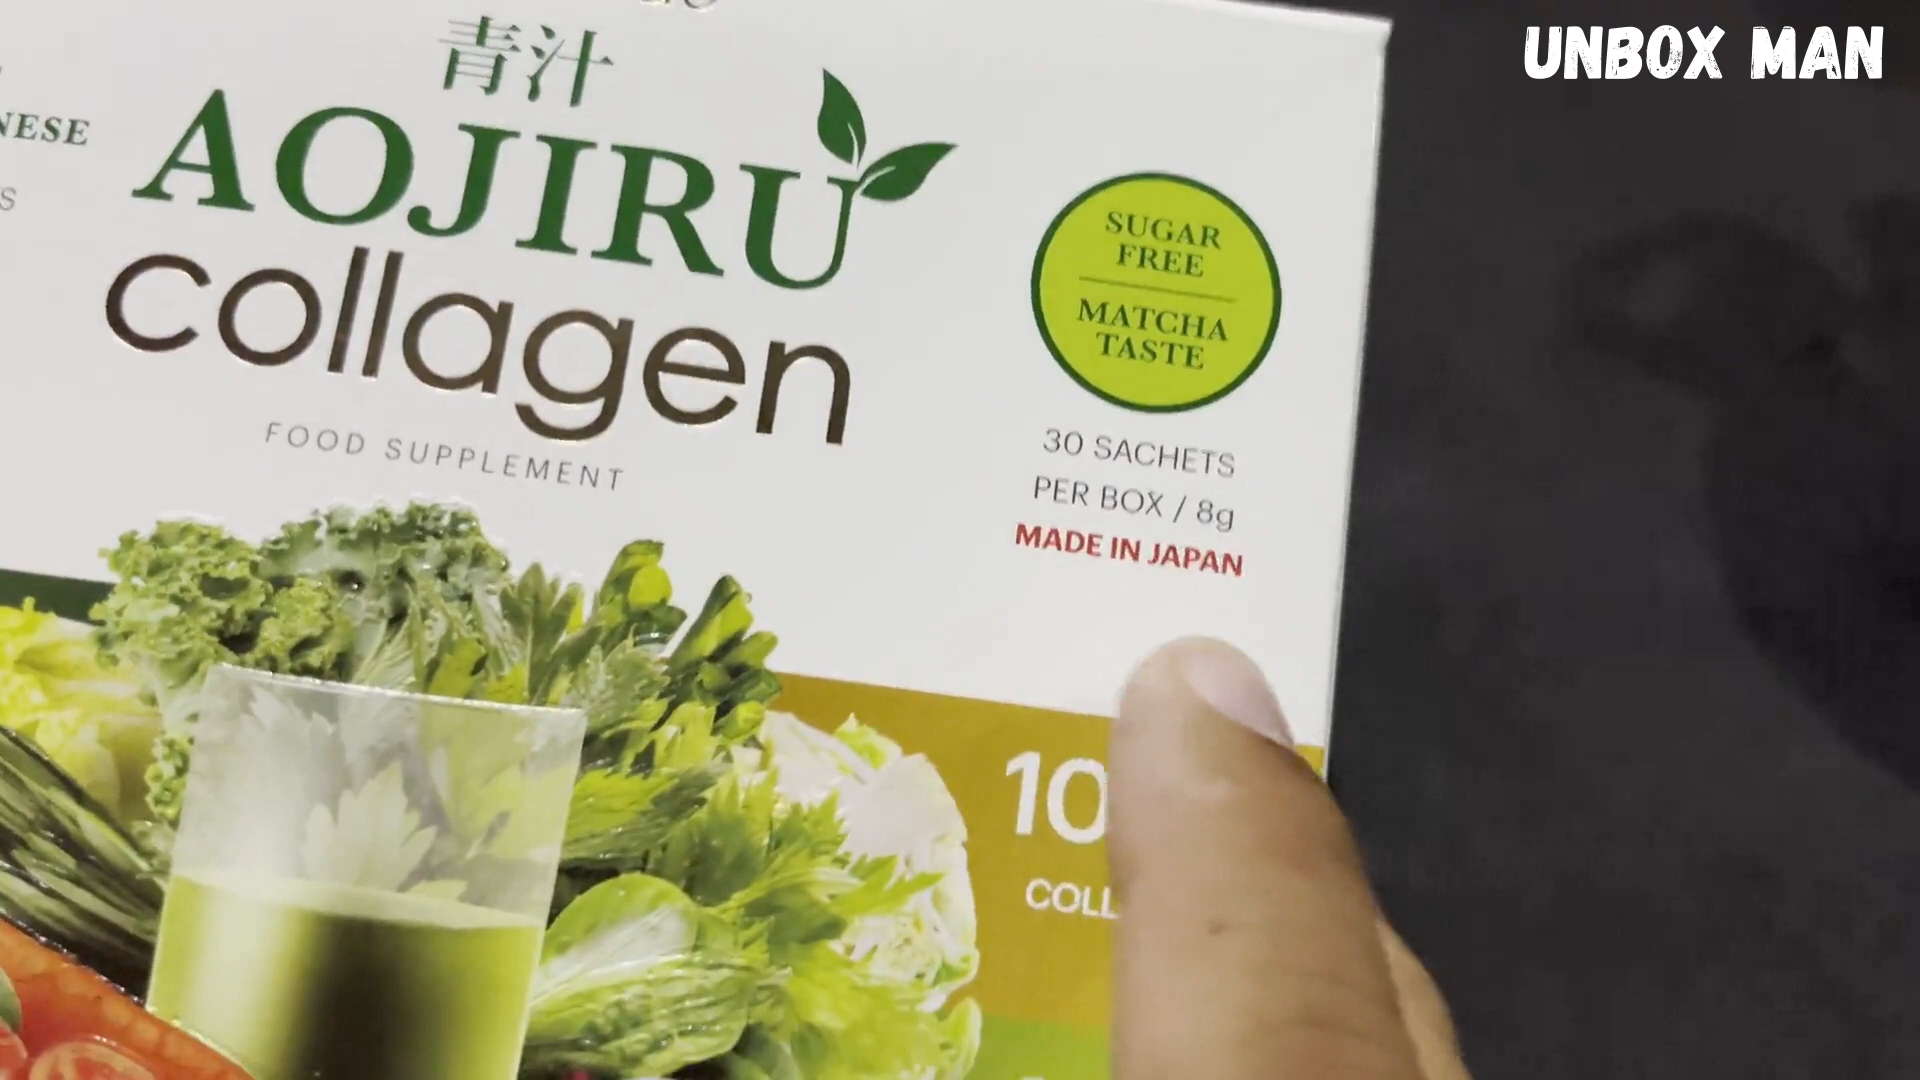 UNBOX MAN
青汁
NESE
AOJIRU
S
collagen
FOOD SUPPLEMENT
SUGAR
FREE
MATCHA
TASTE
30 SACHETS
PER BOX / 8g
MADE IN JAPAN
10
COLL